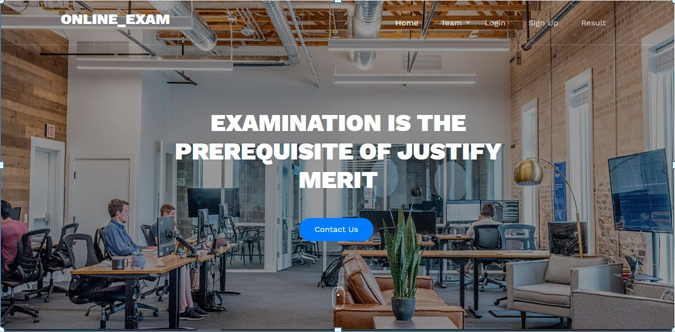 ONLINE_EXAM
Home Team Login Sign Up Result
EXAMINATION IS THE
PREREQUISITE OF JUSTIFY
MERIT
Contact Us